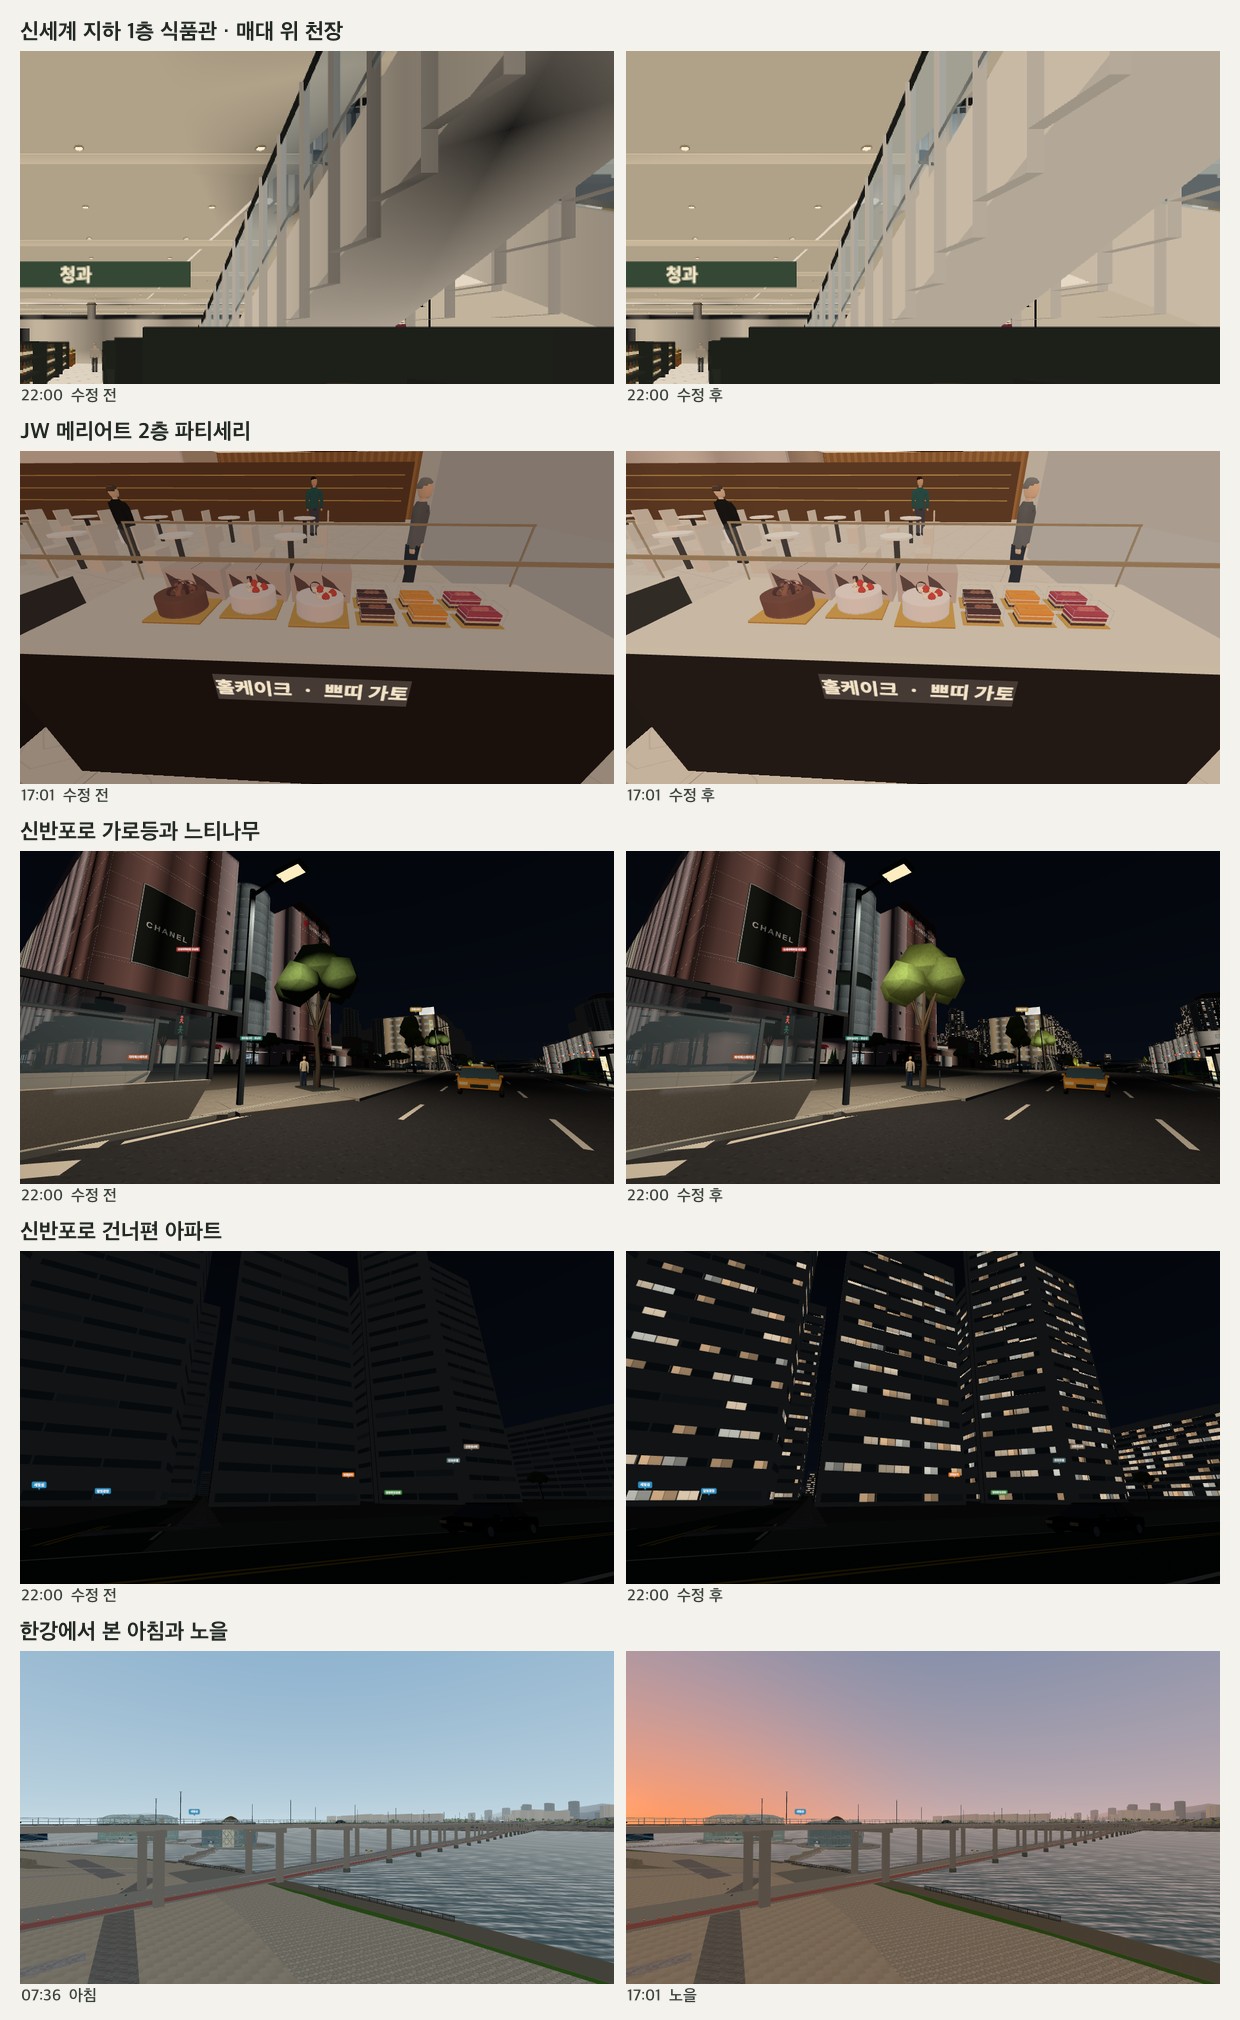 신세계 지하 1층 식품관 · 매대 위 천장
청과
청과
22:00 수정 전
22:00 수정 후
JW 메리어트 2층 파티세리
홀케이크 · 쁘띠 가토
홀케이크 · 쁘띠 가토
17:01 수정 전
17:01 수정 후
신반포로 가로등과 느티나무
CHANEL
CHANEL
22:00 수정 전
22:00 수정 후
신반포로 건너편 아파트
22:00 수정 전
22:00 수정 후
한강에서 본 아침과 노을
07:36 아침
17:01 노을